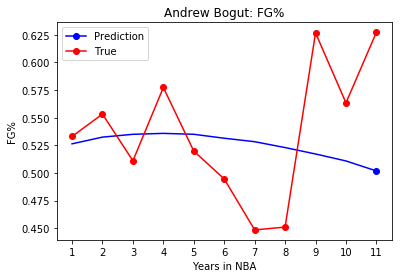 Andrew Bogut: FG%
Prediction
True
0.625
0.600
0.575
0.550
0.525
0.500
0.475
0.450
FG%
1 2 3 4 5 6 7 8 9 10 11
Years in NBA